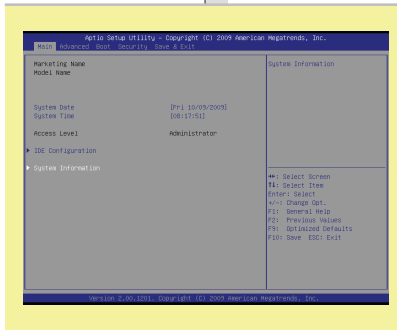 Aptio Setup Utility – Copyright (C) 2009 American Megatrends, Inc.
Main Advanced Boot Security Save & Exit
Marketing Name
Model Name
System Date [Fri 10/09/2009]
System Time [08:17:51]
Access Level Administrator
▶ IDE Configuration
▶ System Information
System Information
↔: Select Screen
↑↓: Select Item
Enter: Select
+/-: Change Opt.
F1: General Help
F2: Previous Values
F9: Optimized Defaults
F10: Save ESC: Exit
Version 2.00.1201. Copyright (C) 2009 American Megatrends, Inc.